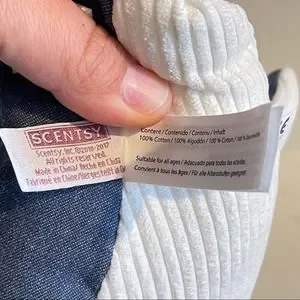 SCENTSY
Scentsy, Inc ©2016-2017
All rights reserved.
Made in China/ Hecho en China
Fabriqué en Chine/Hergestellt in
Content / Contenido / Contenu / Inhalt:
100% Cotton / 100% Algodón / 100% Coton / 100% Baumwolle
Suitable for all ages / Adecuado para todas las edades
Convient à tous les âges / Für alle Altersstufen geeignet